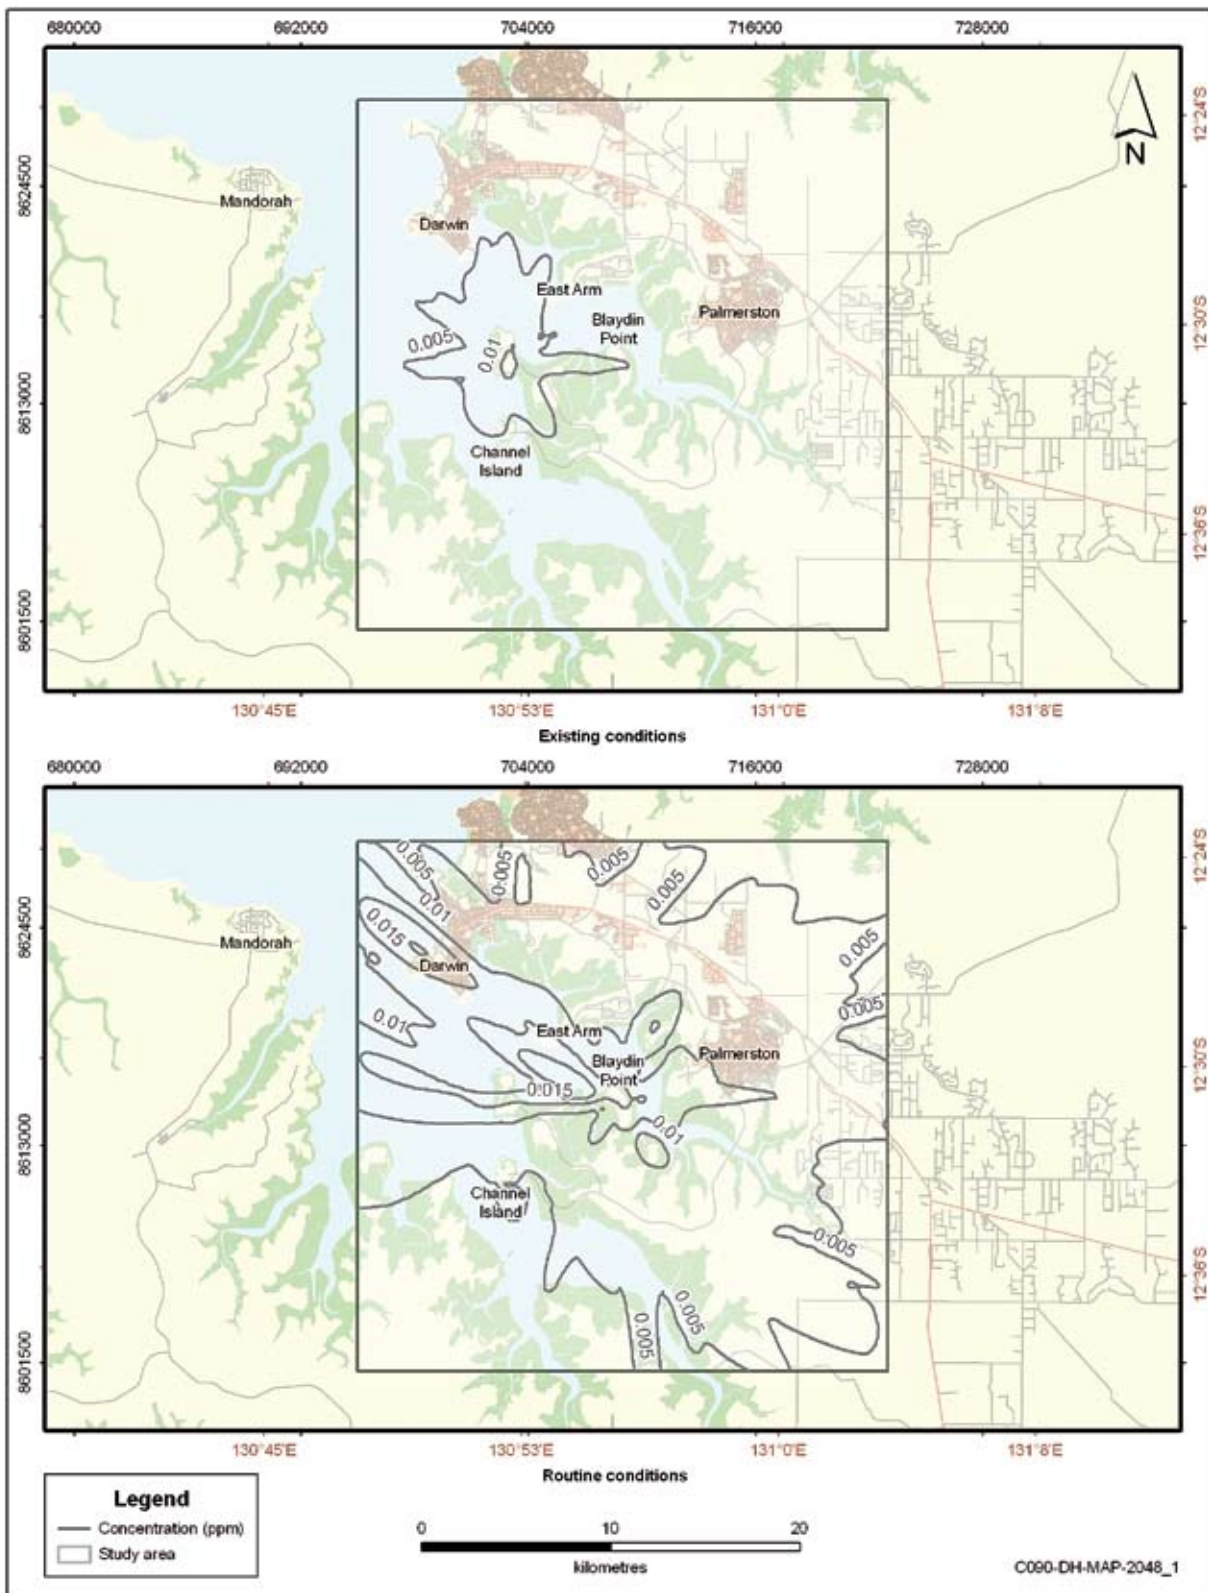 680000 692000 704000 716000 728000
12°24'S
8624500
Mandorah
Darwin
East Arm
Blaydin
Point
Palmerston
N
12°30'S
0.005
0.01
8613000
Channel
Island
12°36'S
8601500
130°45'E 130°53'E 131°0'E 131°8'E
Existing conditions
680000 692000 704000 716000 728000
12°24'S
0.005
0.005
0.005
0.005
0.01
8624500
0.015
Mandorah
Darwin
0.005
0.005
0.01
East Arm
Blaydin
Point
Palmerston
12°30'S
0.015
0.01
8613000
Channel
Island
0.005
12°36'S
0.005
0.005
8601500
130°45'E 130°53'E 131°0'E 131°8'E
Routine conditions
Legend
Concentration (ppm)
Study area
0 10 20
kilometres
C090-DH-MAP-2048_1